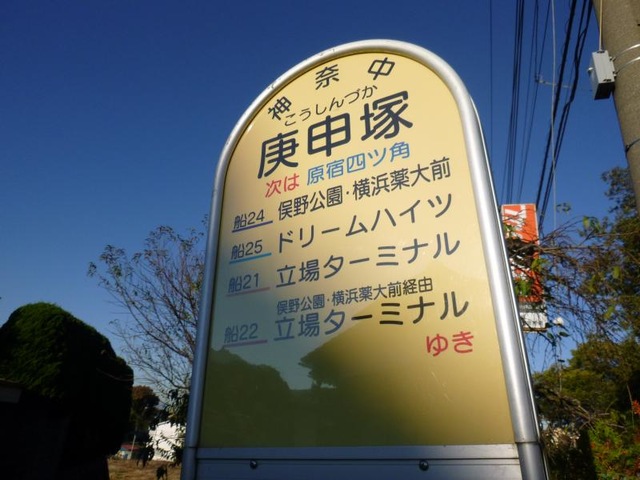 神奈中
こうしんづか
庚申塚
次は 原宿四ツ角
船24 俣野公園・横浜薬大前
船25 ドリームハイツ
船21 立場ターミナル
俣野公園・横浜薬大前経由
船22 立場ターミナル
ゆき